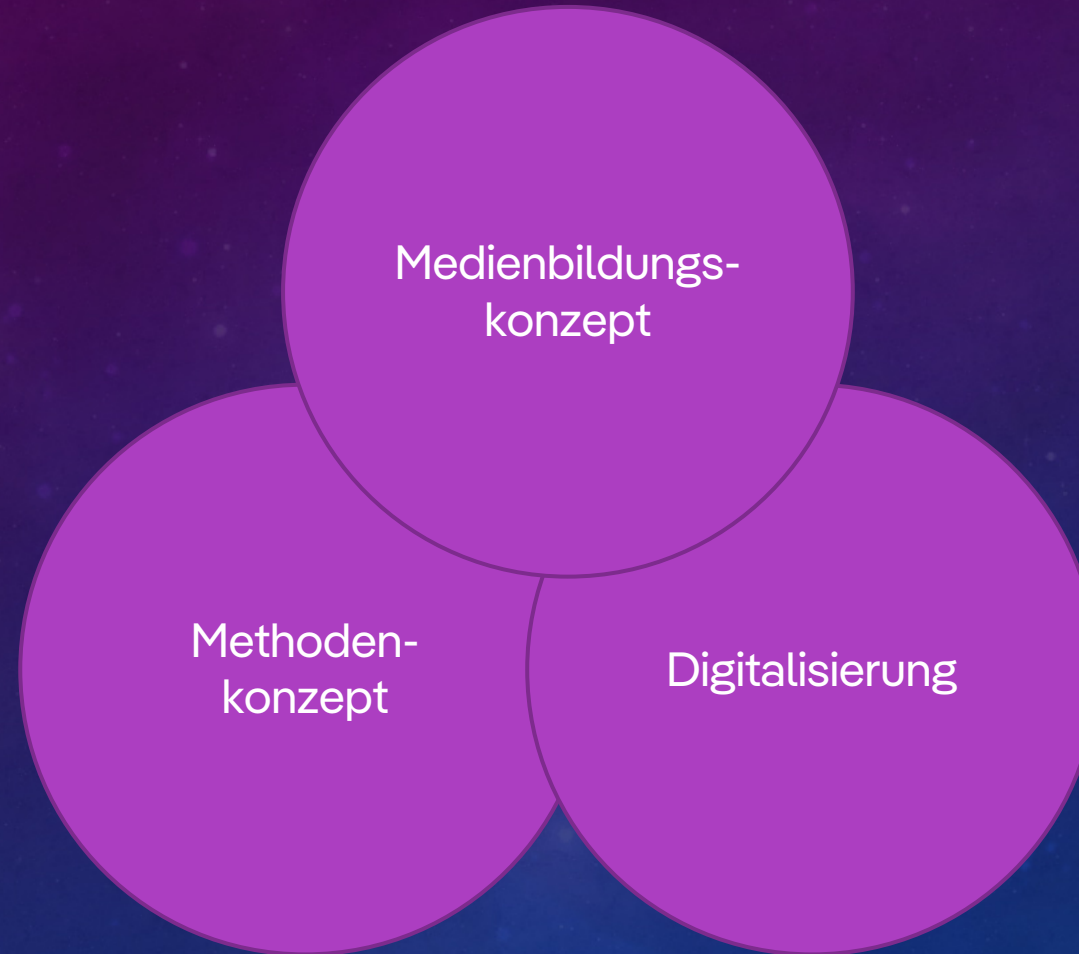 Medienbildungs-
konzept
Methoden-
konzept
Digitalisierung